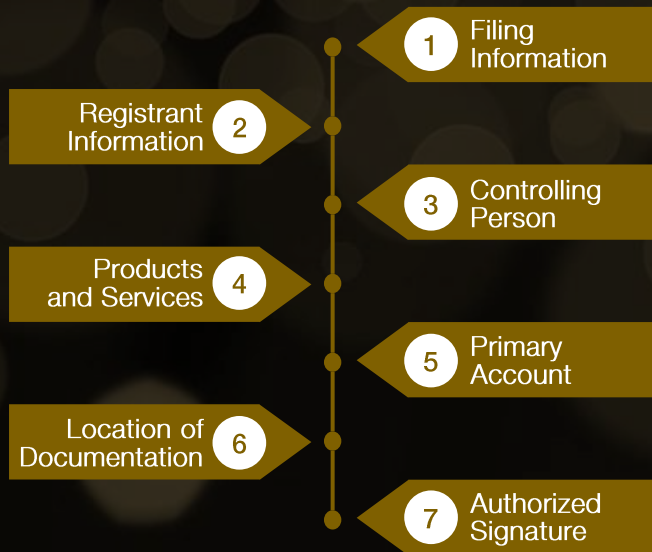 1
Filing
Information
Registrant
Information
2
3
Controlling
Person
Products
and Services
4
5
Primary
Account
Location of
Documentation
6
7
Authorized
Signature